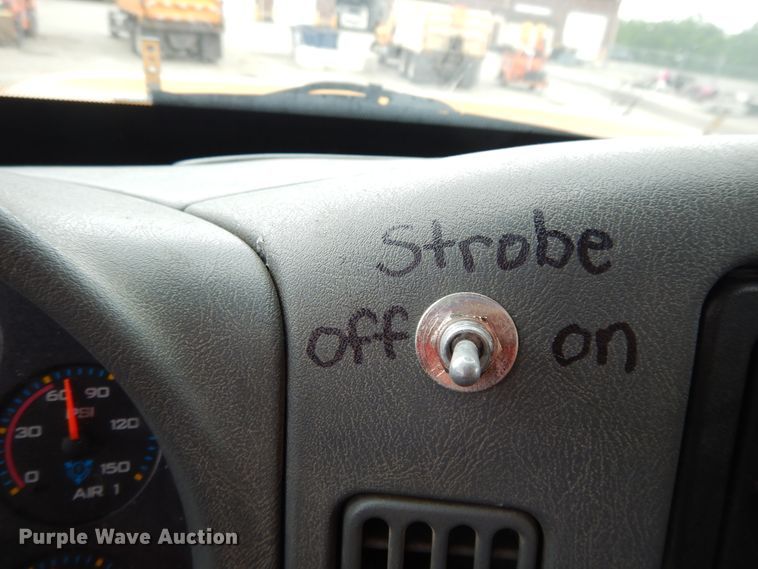 Strobe
off on
60 90
PSI
30 120
0 150
AIR 1
Purple Wave Auction